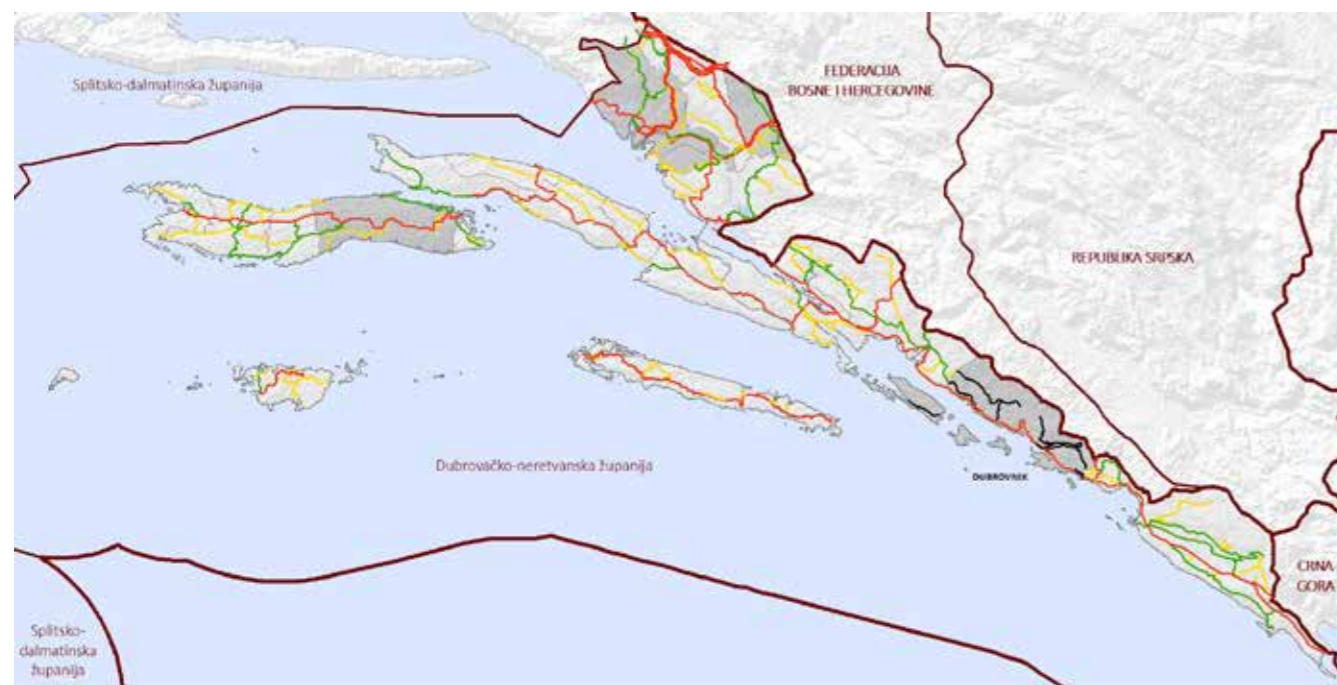 Splitsko-dalmatinska županija
FEDERACIJA
BOSNE I HERCEGOVINE
REPUBLIKA SRPSKA
Dubrovačko-neretvanska županija
DUBROVNIK
CRNA
GORA
Splitsko-
dalmatinska
županija